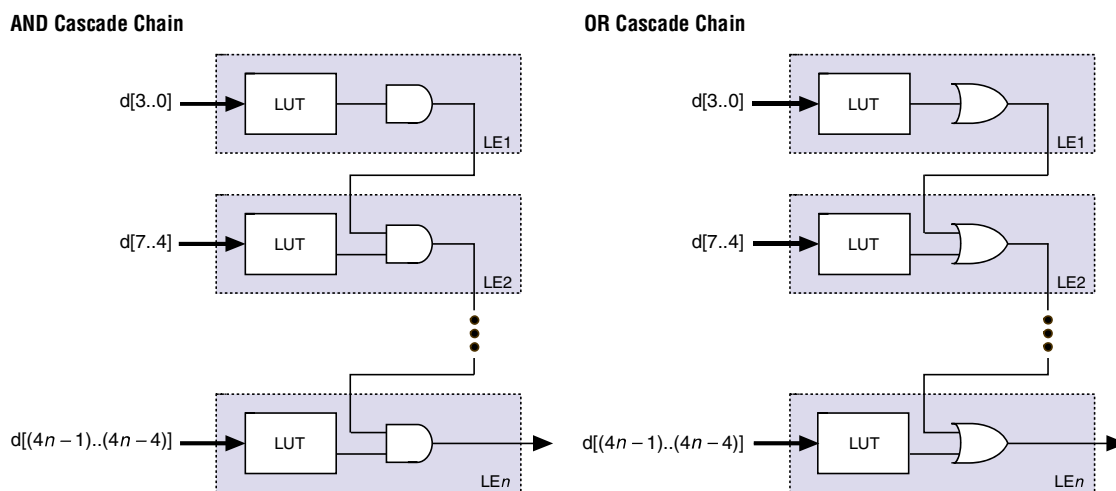 AND Cascade Chain
d[3..0]
LUT
LE1
d[7..4]
LUT
LE2
d[(4n – 1)..(4n – 4)]
LUT
LEn
OR Cascade Chain
d[3..0]
LUT
LE1
d[7..4]
LUT
LE2
d[(4n – 1)..(4n – 4)]
LUT
LEn